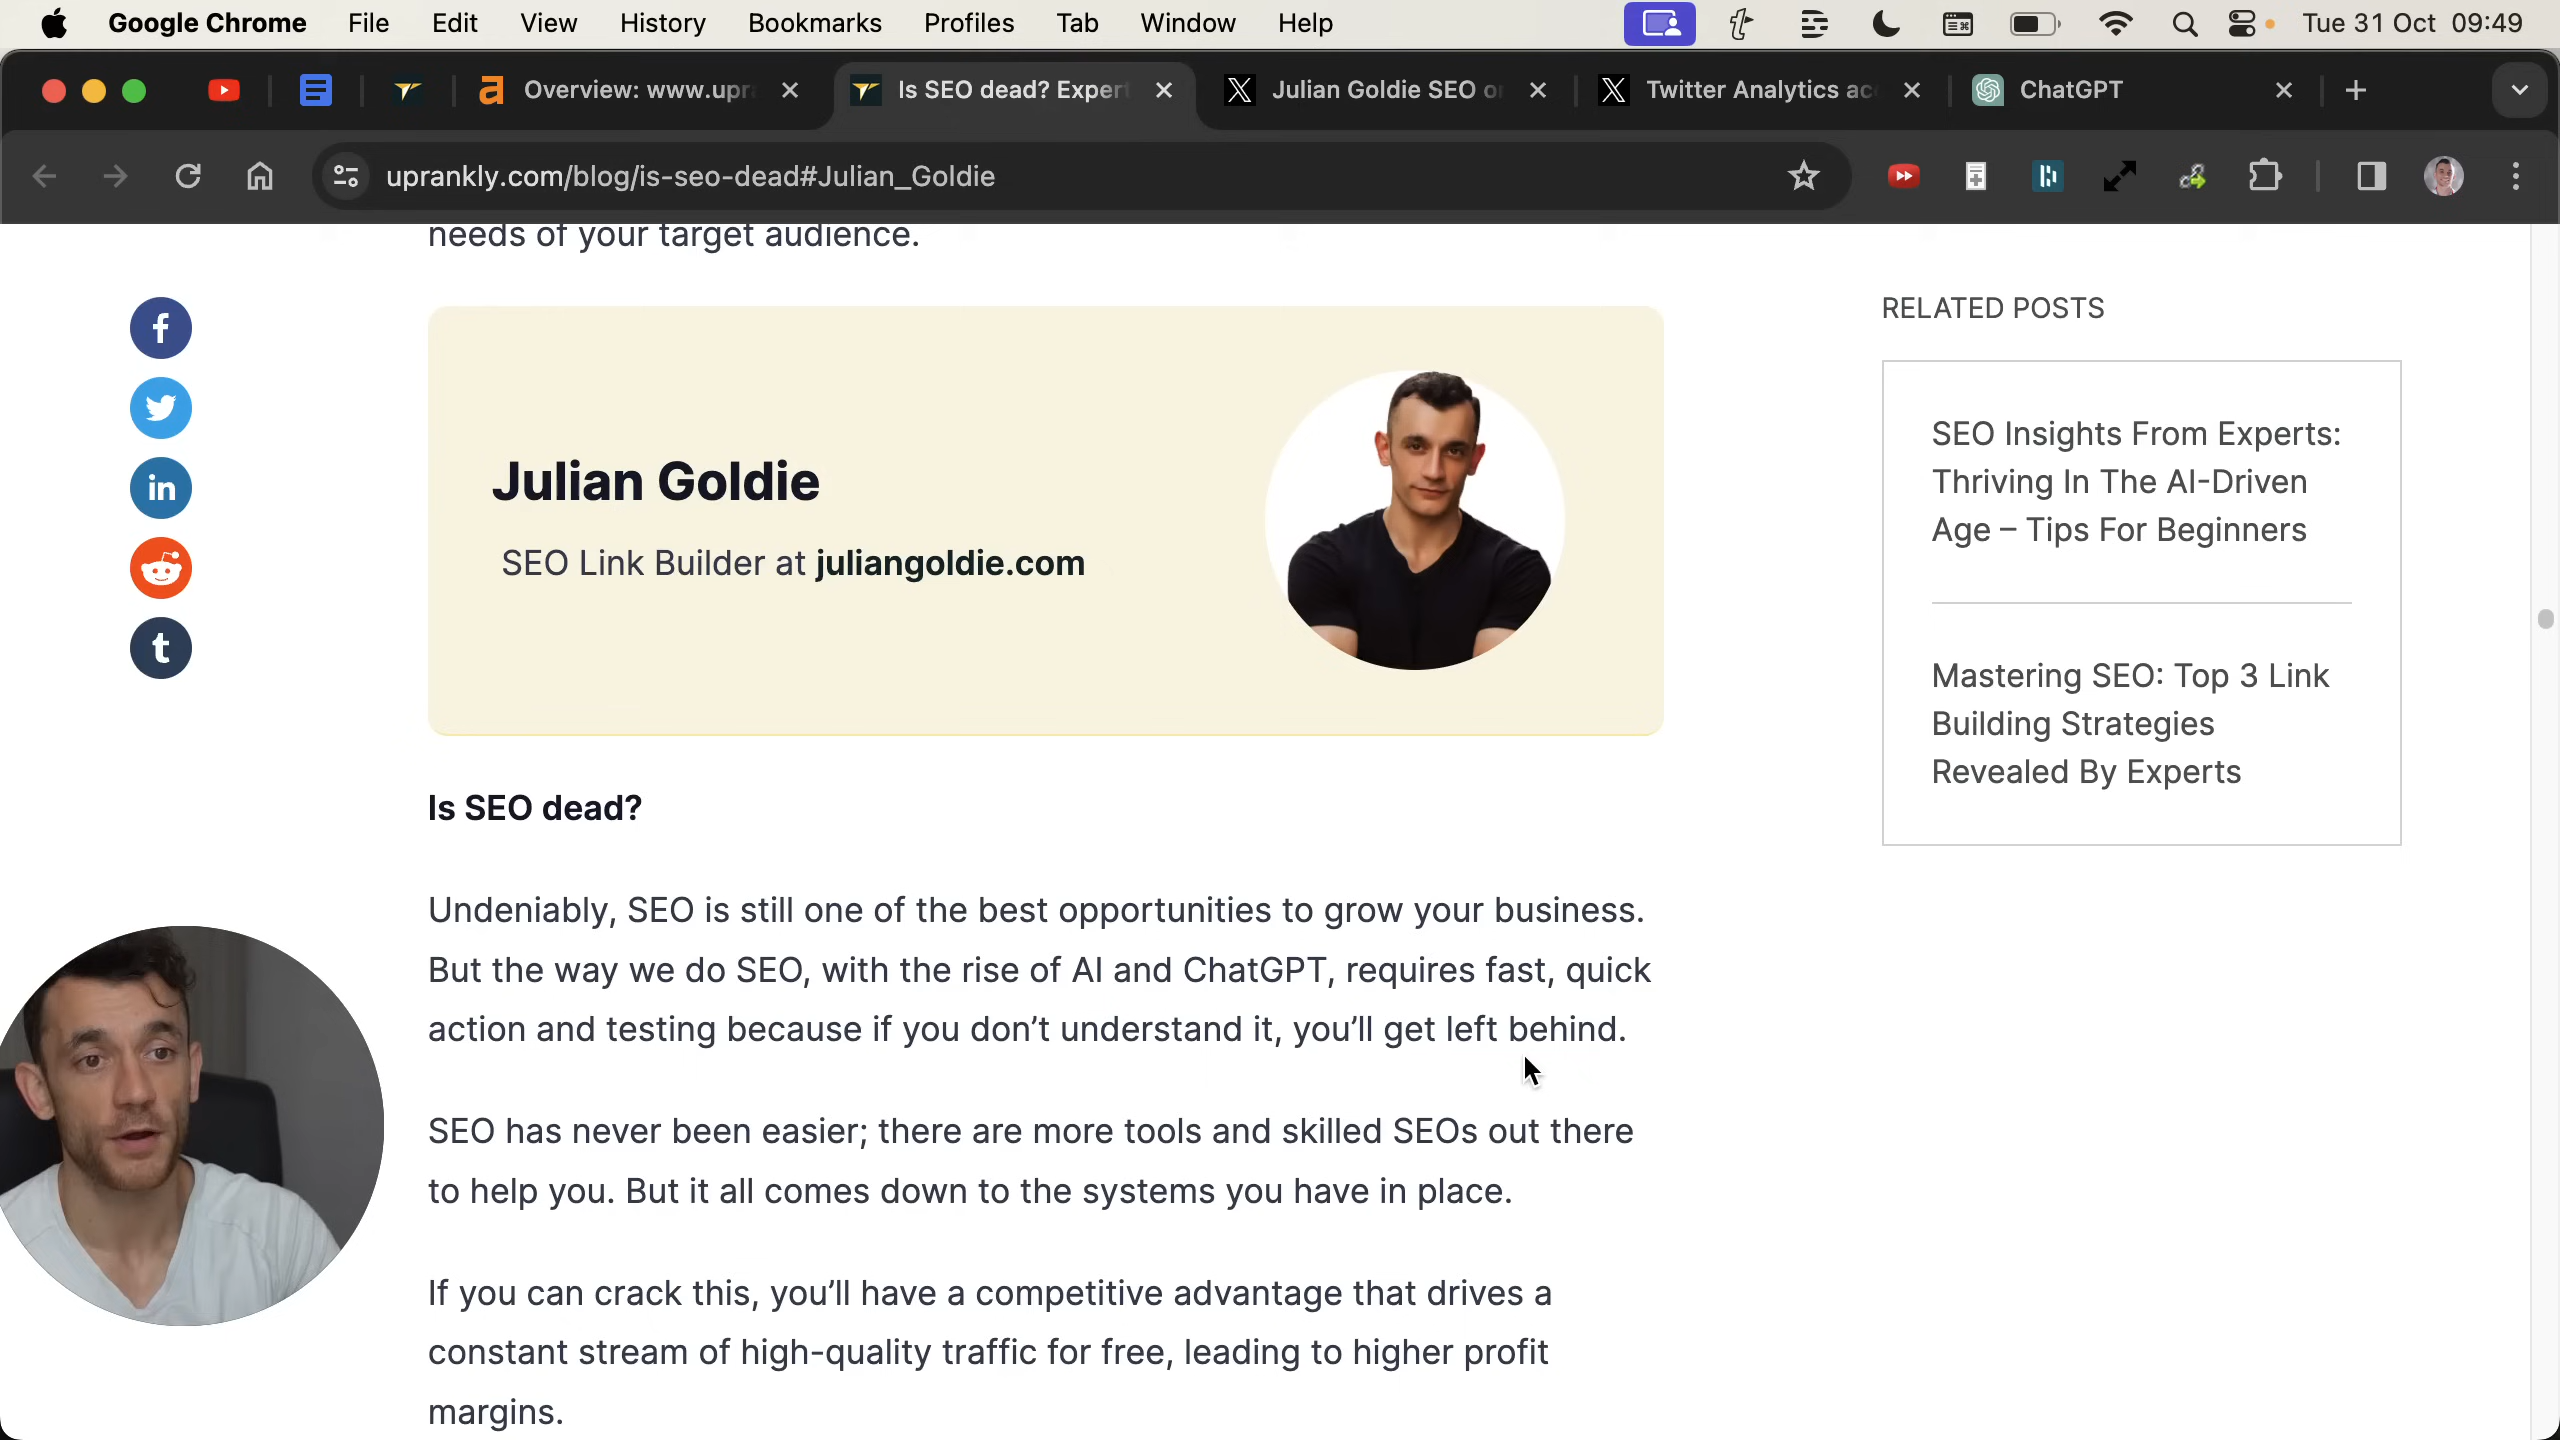 Google Chrome File Edit View History Bookmarks Profiles Tab Window Help Tue 31 Oct 09:49
Overview: www.upr Is SEO dead? Expert Julian Goldie SEO o Twitter Analytics ac ChatGPT
uprankly.com/blog/is-seo-dead#Julian_Goldie
needs of your target audience.
Julian Goldie
SEO Link Builder at juliangoldie.com
Is SEO dead?
Undeniably, SEO is still one of the best opportunities to grow your business.
But the way we do SEO, with the rise of AI and ChatGPT, requires fast, quick
action and testing because if you don’t understand it, you’ll get left behind.
SEO has never been easier; there are more tools and skilled SEOs out there
to help you. But it all comes down to the systems you have in place.
If you can crack this, you’ll have a competitive advantage that drives a
constant stream of high-quality traffic for free, leading to higher profit
margins.
RELATED POSTS
SEO Insights From Experts:
Thriving In The AI-Driven
Age – Tips For Beginners
Mastering SEO: Top 3 Link
Building Strategies
Revealed By Experts